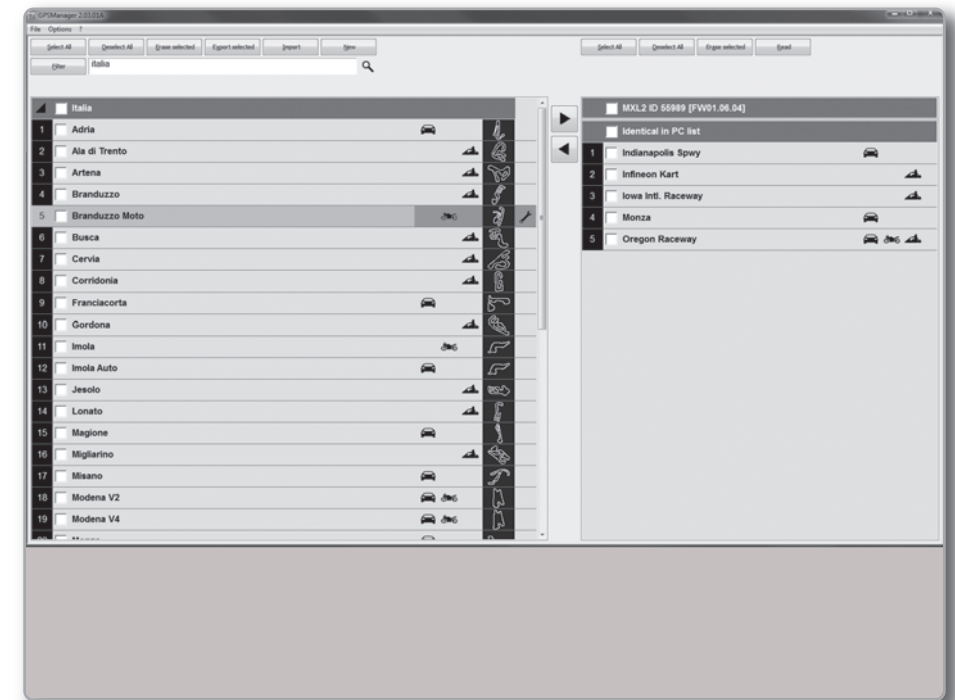 GPSManager 2.03.01A
File Options ?
Select All Deselect All Erase selected Export selected Import New
Filter italia
Italia
1 Adria
2 Ala di Trento
3 Artena
4 Branduzzo
5 Branduzzo Moto
6 Busca
7 Cervia
8 Corridonia
9 Franciacorta
10 Gordona
11 Imola
12 Imola Auto
13 Jesolo
14 Lonato
15 Magione
16 Migliarino
17 Misano
18 Modena V2
19 Modena V4
Select All Deselect All Erase selected Read
MXL2 ID 55989 [FW01.06.04]
Identical in PC list
1 Indianapolis Spwy
2 Infineon Kart
3 Iowa Intl. Raceway
4 Monza
5 Oregon Raceway